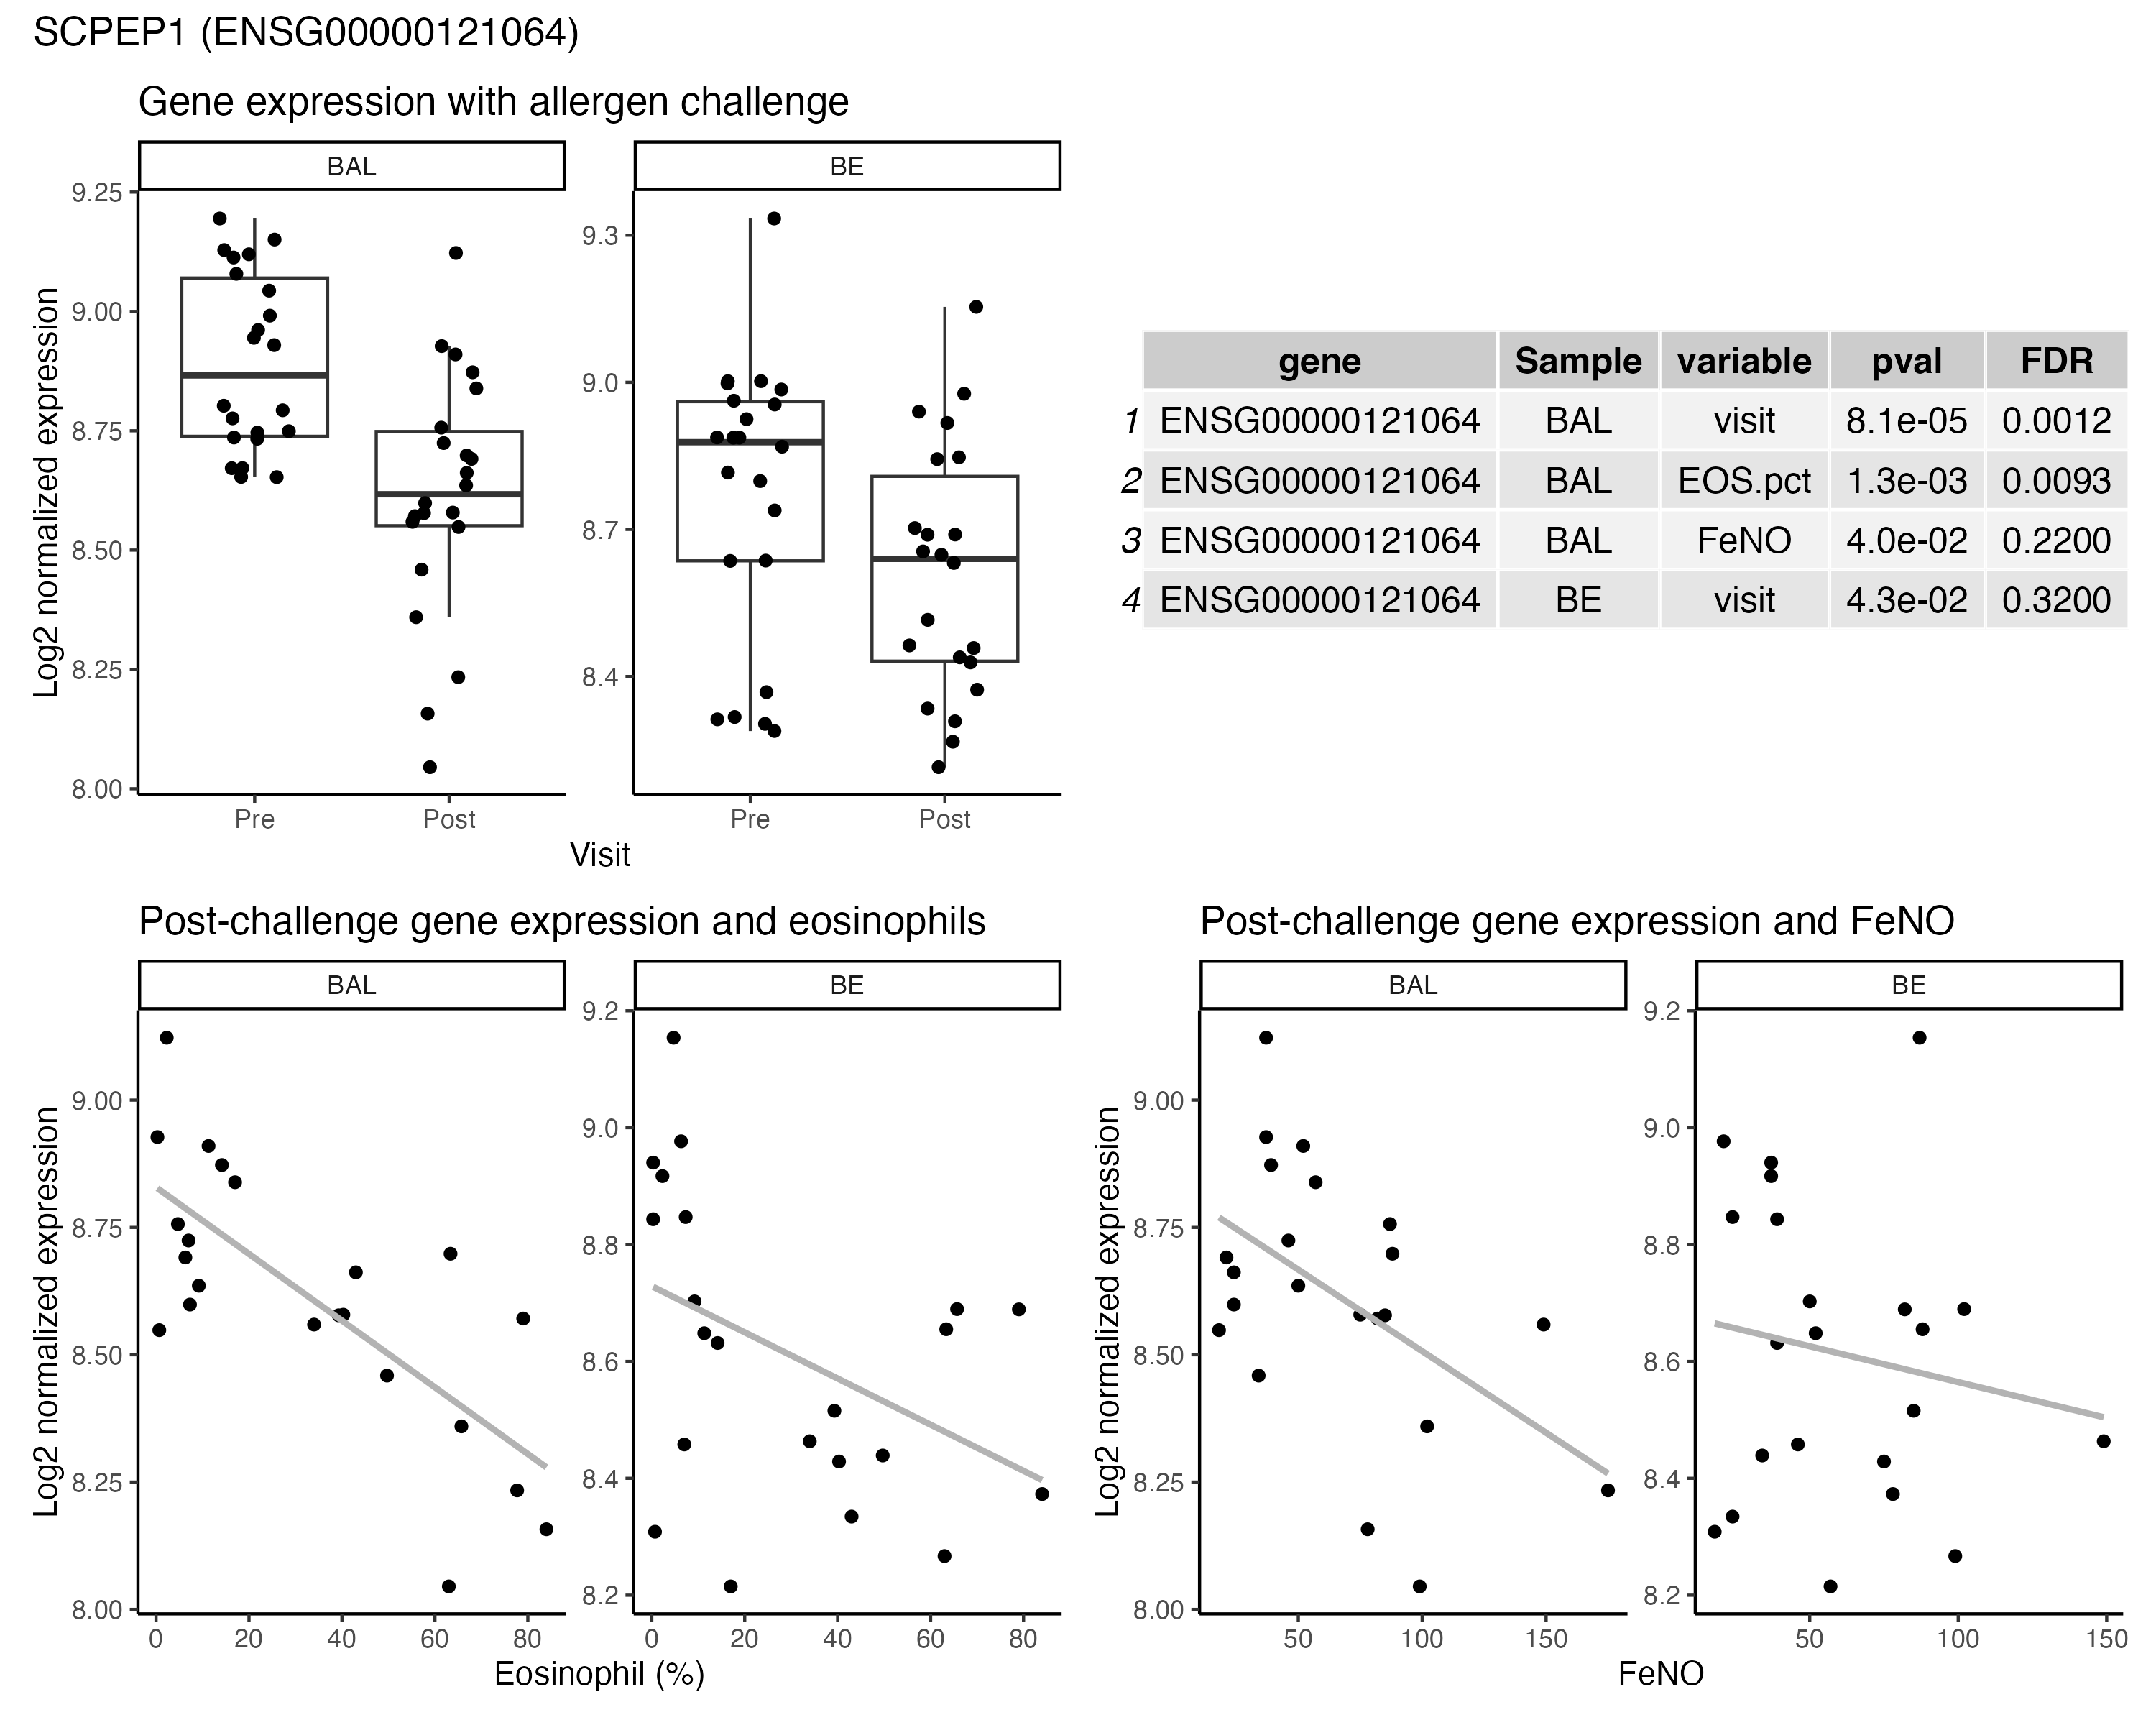 SCPEP1 (ENSG00000121064)
Gene expression with allergen challenge
BAL
BE
Log2 normalized expression
9.25
9.00
8.75
8.50
8.25
8.00
9.3
9.0
8.7
8.4
Pre
Post
Pre
Post
Visit
gene Sample variable pval FDR
1 ENSG00000121064 BAL visit 8.1e-05 0.0012
2 ENSG00000121064 BAL EOS.pct 1.3e-03 0.0093
3 ENSG00000121064 BAL FeNO 4.0e-02 0.2200
4 ENSG00000121064 BE visit 4.3e-02 0.3200
Post-challenge gene expression and eosinophils
BAL
BE
Log2 normalized expression
9.00
8.75
8.50
8.25
8.00
9.2
9.0
8.8
8.6
8.4
8.2
0 20 40 60 80
0 20 40 60 80
Eosinophil (%)
Post-challenge gene expression and FeNO
BAL
BE
Log2 normalized expression
9.00
8.75
8.50
8.25
8.00
9.2
9.0
8.8
8.6
8.4
8.2
50 100 150
50 100 150
FeNO